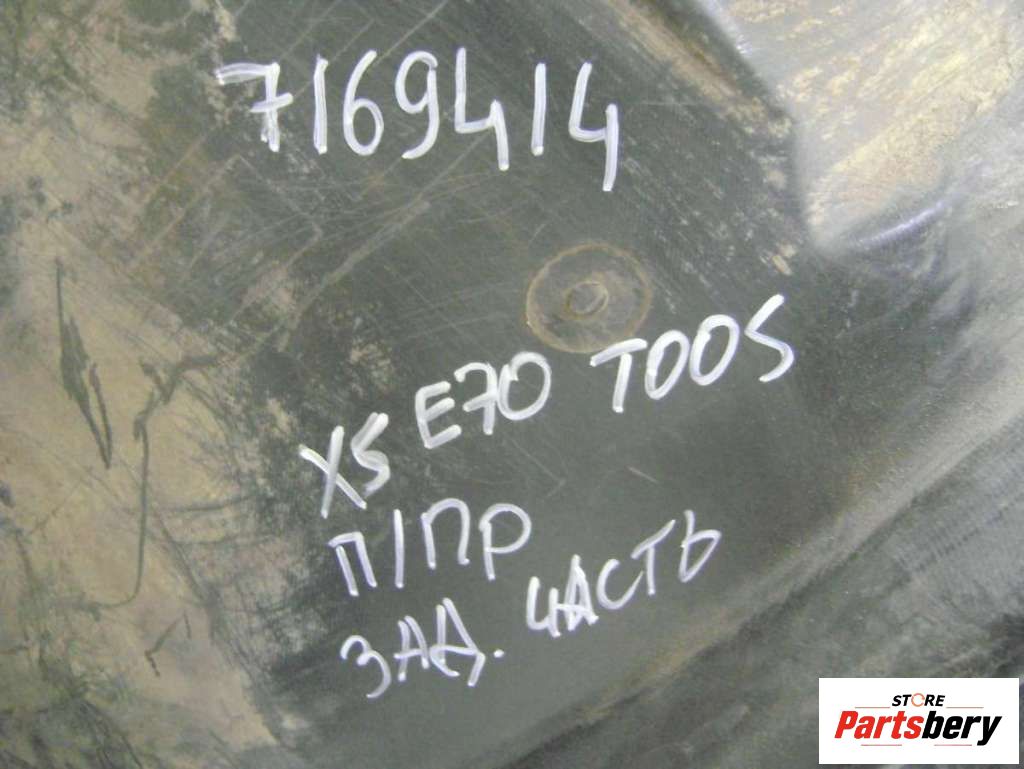 7169414
X5 E70 T005
П/ПР
ЗАД. ЧАСТЬ
STORE
Partsbery